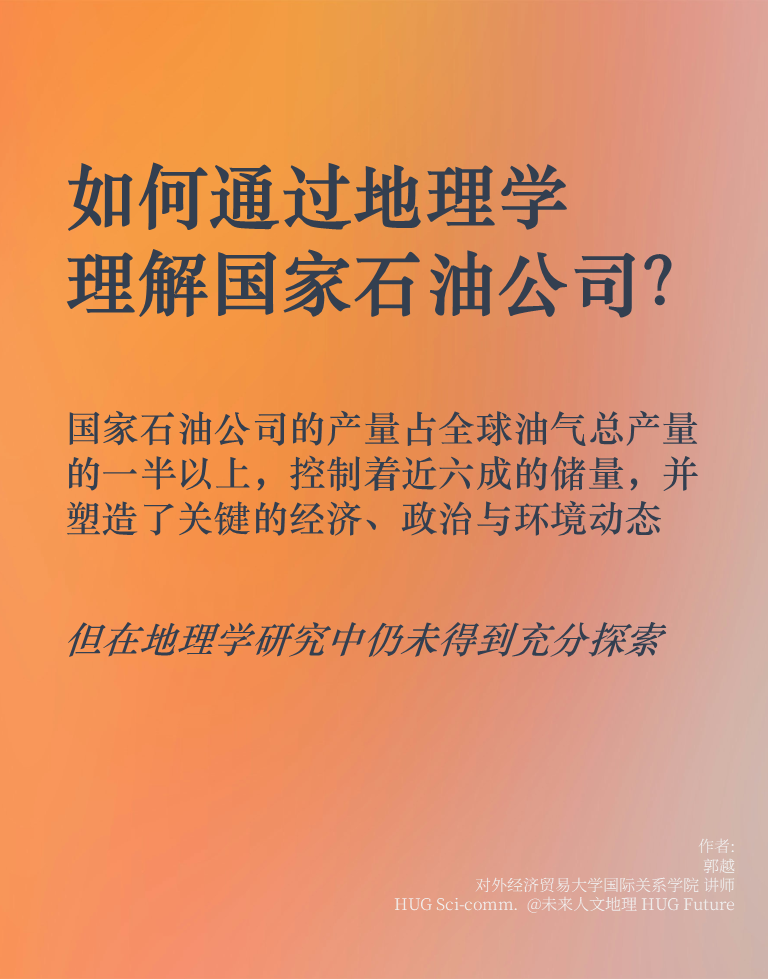 如何通过地理学
理解国家石油公司?
国家石油公司的产量占全球油气总产量
的一半以上，控制着近六成的储量，并
塑造了关键的经济、政治与环境动态
但在地理学研究中仍未得到充分探索
作者:
郭越
对外经济贸易大学国际关系学院 讲师
HUG Sci-comm. @未来人文地理 HUG Future